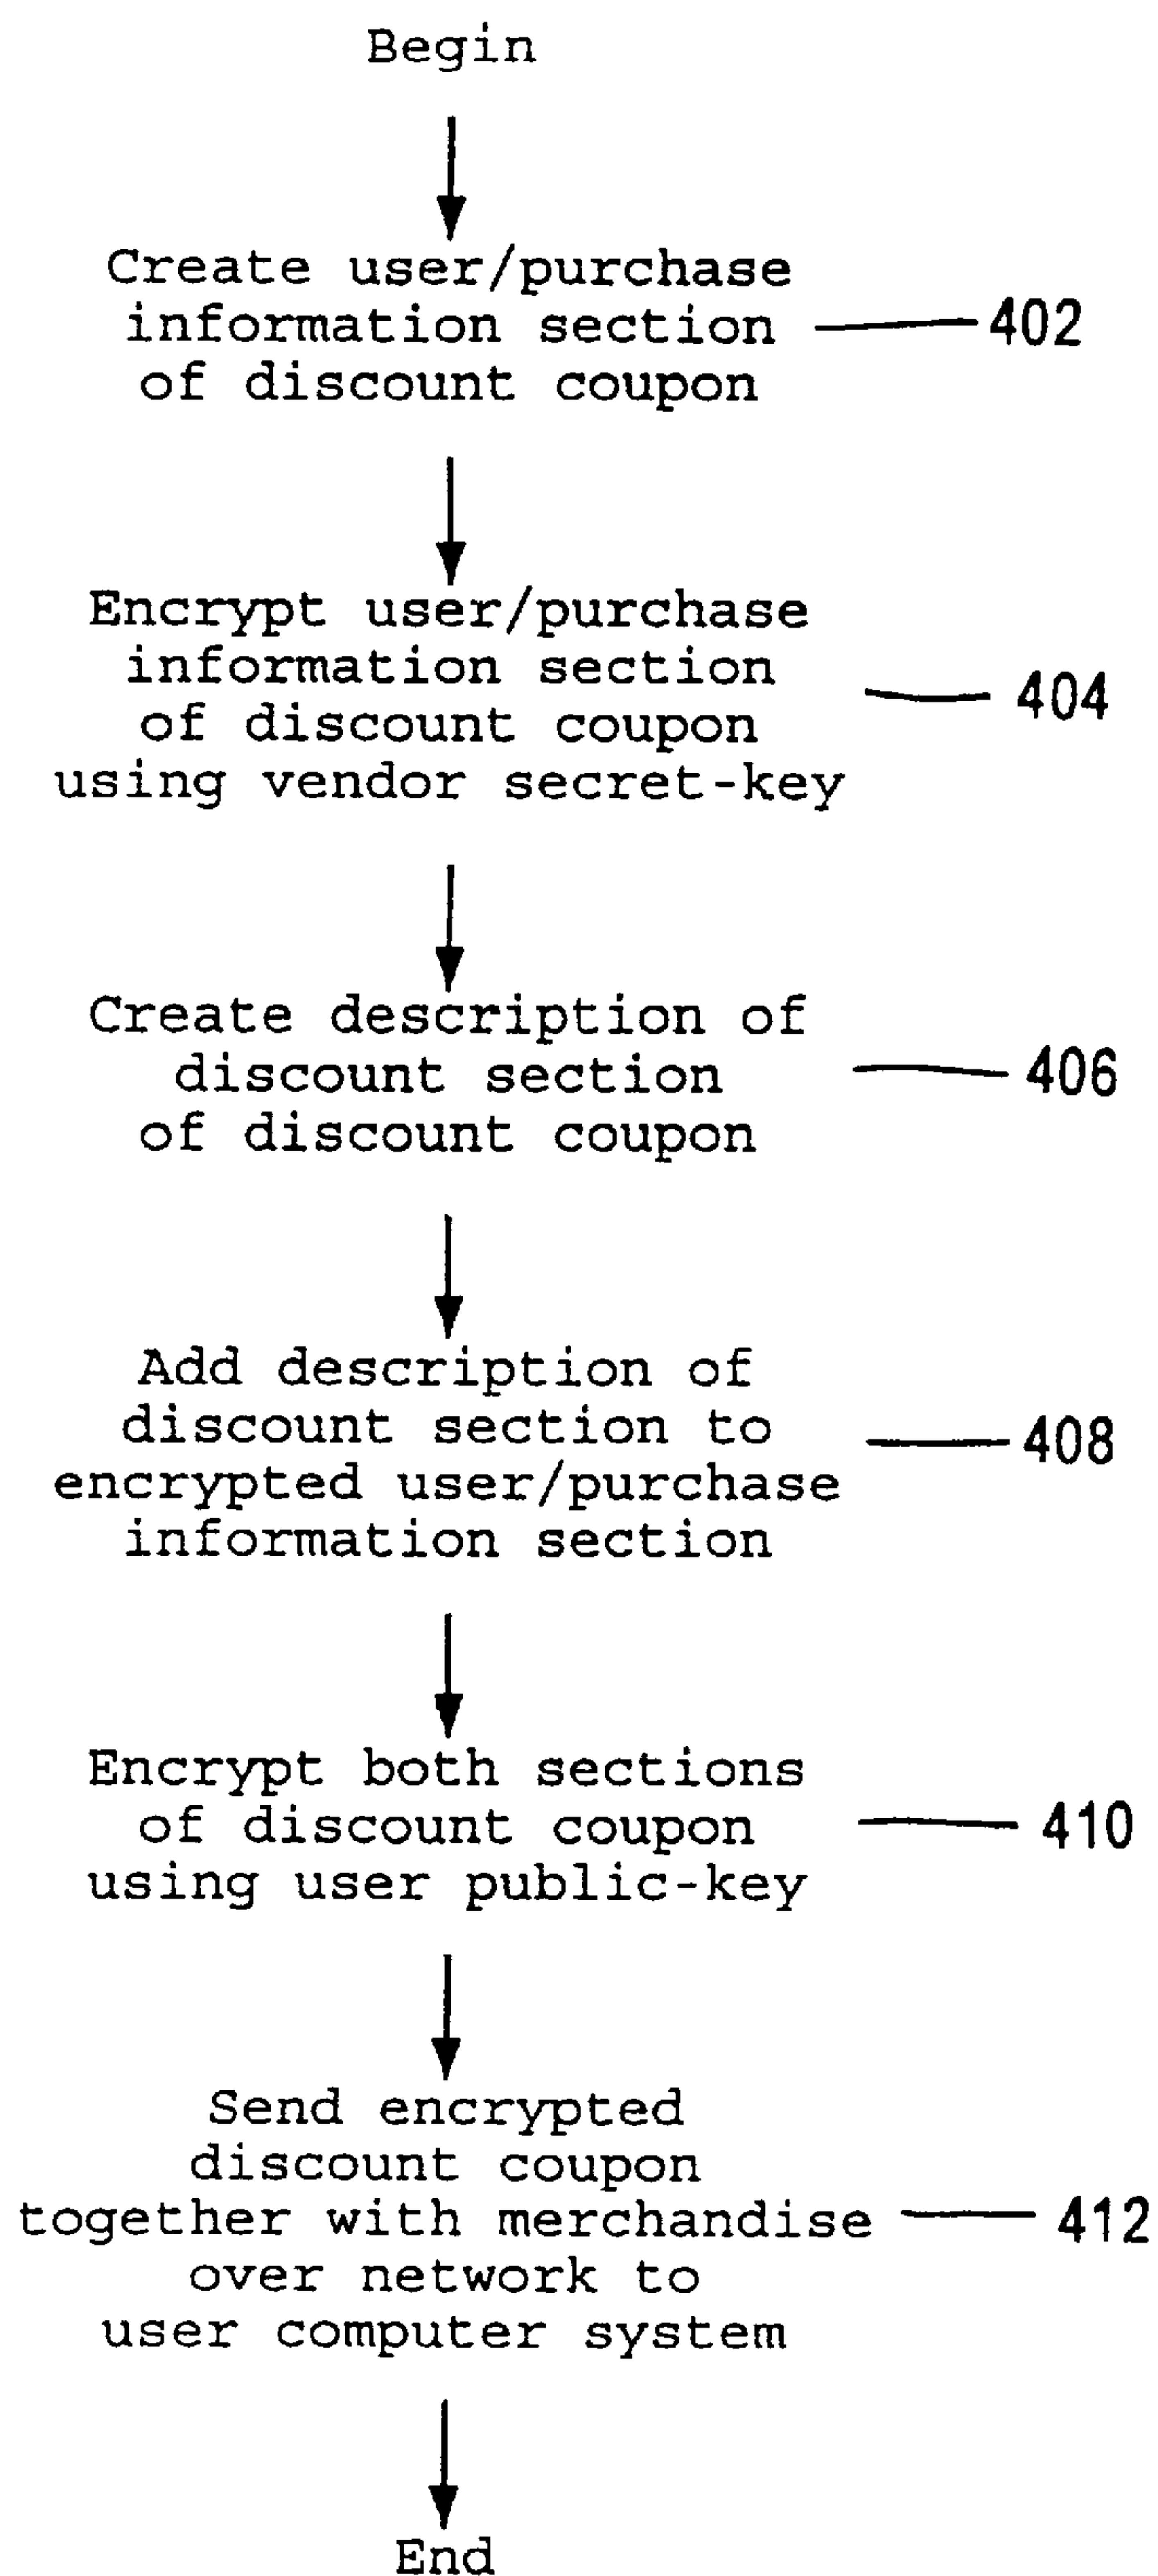 Begin
Create user/purchase
information section
of discount coupon
402
Encrypt user/purchase
information section
of discount coupon
using vendor secret-key
404
Create description of
discount section
of discount coupon
406
Add description of
discount section to
encrypted user/purchase
information section
408
Encrypt both sections
of discount coupon
using user public-key
410
Send encrypted
discount coupon
together with merchandise
over network to
user computer system
412
End